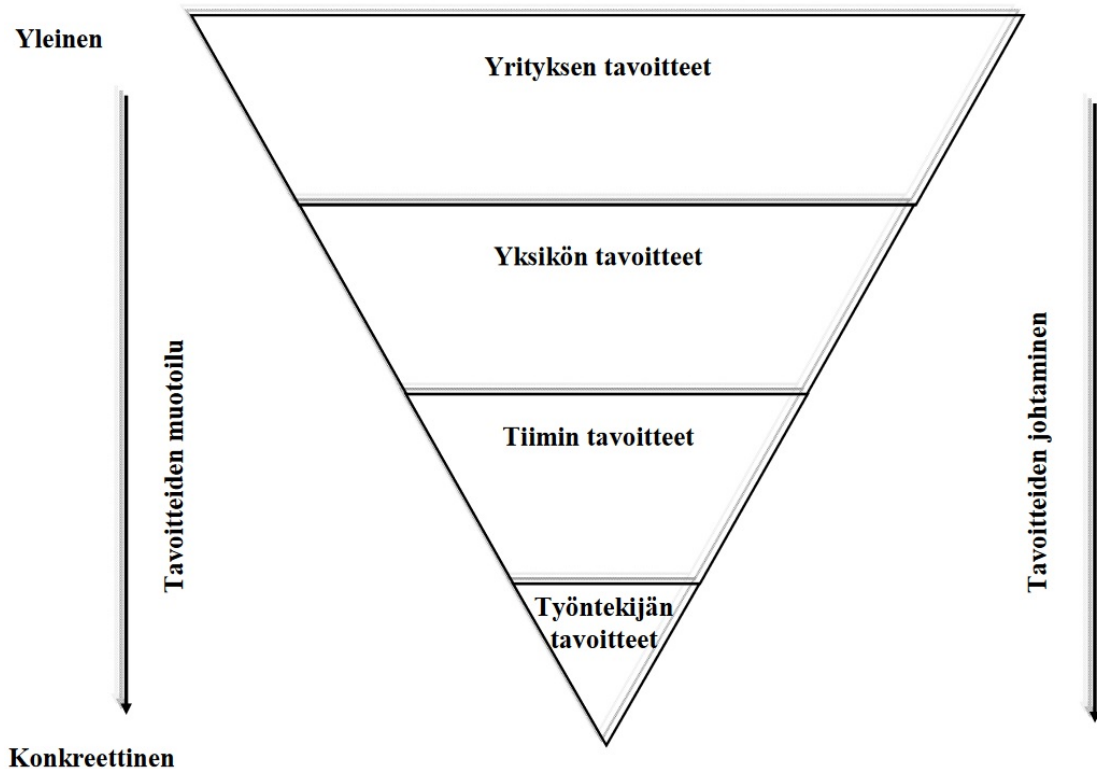 Yleinen
Yrityksen tavoitteet
Yksikön tavoitteet
Tavoitteiden muotoilu
Tavoitteiden johtaminen
Tiimin tavoitteet
Työntekijän
tavoitteet
Konkreettinen